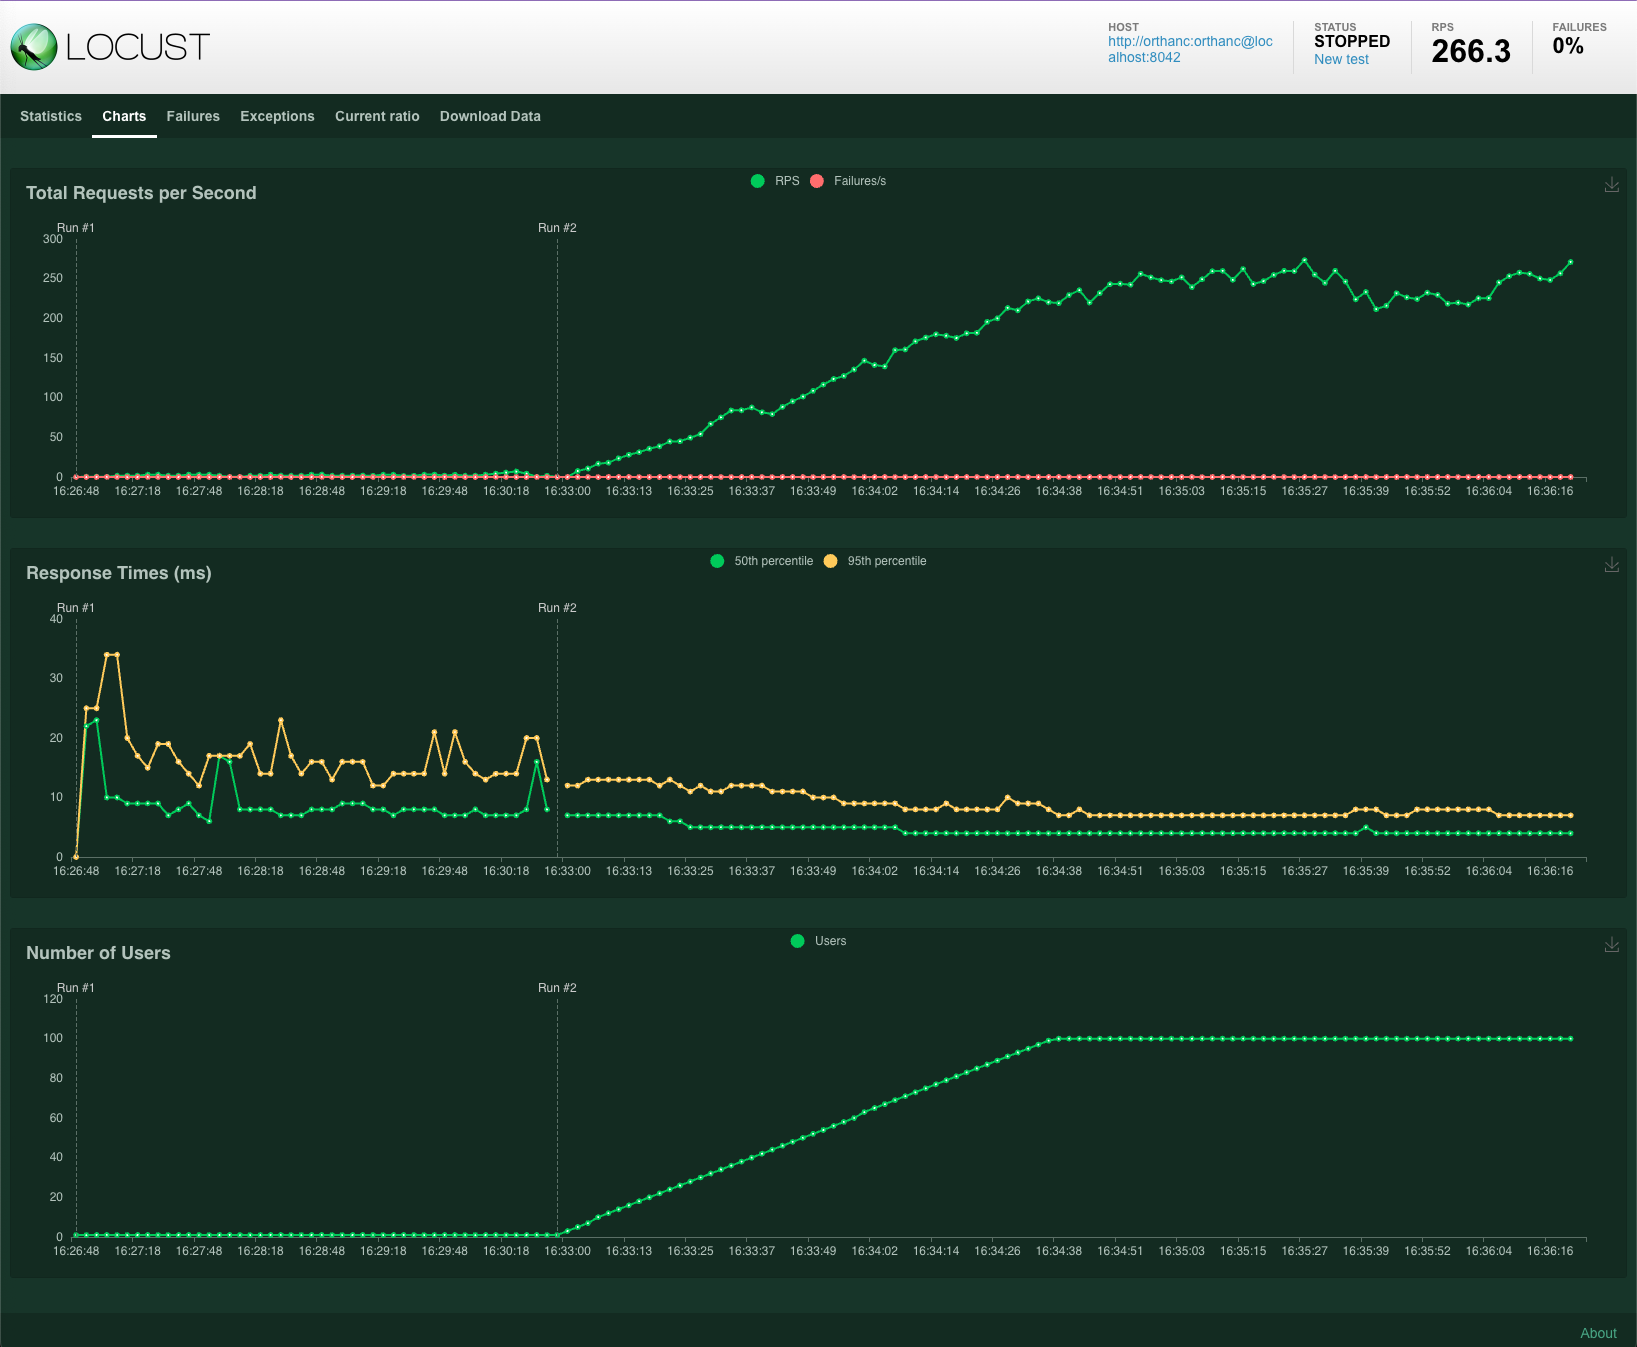 LOCUST
HOST
http://orthanc:orthanc@loc
alhost:8042
STATUS
STOPPED
New test
RPS
266.3
FAILURES
0%
Statistics Charts Failures Exceptions Current ratio Download Data
Total Requests per Second
RPS Failures/s
Run #1 Run #2
300
250
200
150
100
50
0
16:26:48 16:27:18 16:27:48 16:28:18 16:28:48 16:29:18 16:29:48 16:30:18 16:33:00 16:33:13 16:33:25 16:33:37 16:33:49 16:34:02 16:34:14 16:34:26 16:34:38 16:34:51 16:35:03 16:35:15 16:35:27 16:35:39 16:35:52 16:36:04 16:36:16
Response Times (ms)
50th percentile 95th percentile
Run #1 Run #2
40
30
20
10
0
16:26:48 16:27:18 16:27:48 16:28:18 16:28:48 16:29:18 16:29:48 16:30:18 16:33:00 16:33:13 16:33:25 16:33:37 16:33:49 16:34:02 16:34:14 16:34:26 16:34:38 16:34:51 16:35:03 16:35:15 16:35:27 16:35:39 16:35:52 16:36:04 16:36:16
Number of Users
Users
Run #1 Run #2
120
100
80
60
40
20
0
16:26:48 16:27:18 16:27:48 16:28:18 16:28:48 16:29:18 16:29:48 16:30:18 16:33:00 16:33:13 16:33:25 16:33:37 16:33:49 16:34:02 16:34:14 16:34:26 16:34:38 16:34:51 16:35:03 16:35:15 16:35:27 16:35:39 16:35:52 16:36:04 16:36:16
About